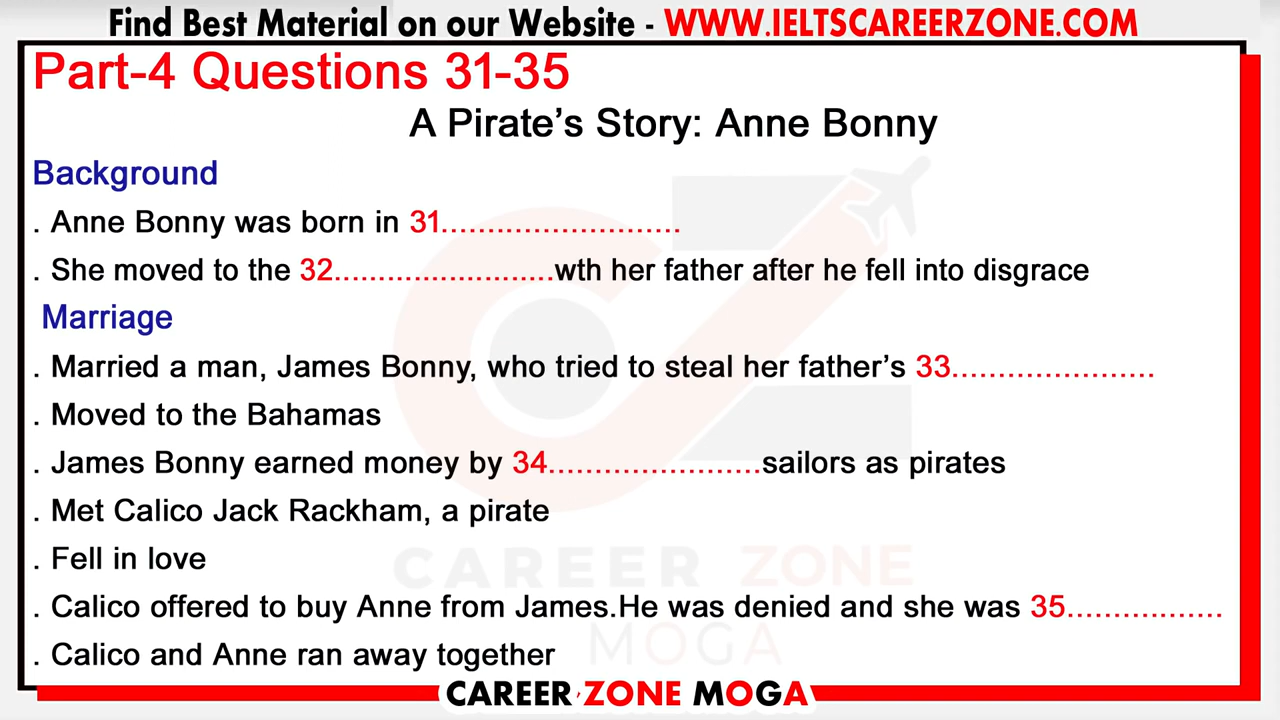 Find Best Material on our Website - WWW.IELTSCAREERZONE.COM
Part-4 Questions 31-35
A Pirate's Story: Anne Bonny
Background
. Anne Bonny was born in 31..........................
. She moved to the 32........................wth her father after he fell into disgrace
Marriage
. Married a man, James Bonny, who tried to steal her father's 33......................
. Moved to the Bahamas
. James Bonny earned money by 34.......................sailors as pirates
. Met Calico Jack Rackham, a pirate
. Fell in love
CAREER ZONE
. Calico offered to buy Anne from James.He was denied and she was 35.................
MOGA
. Calico and Anne ran away together
CAREER ZONE MOGA